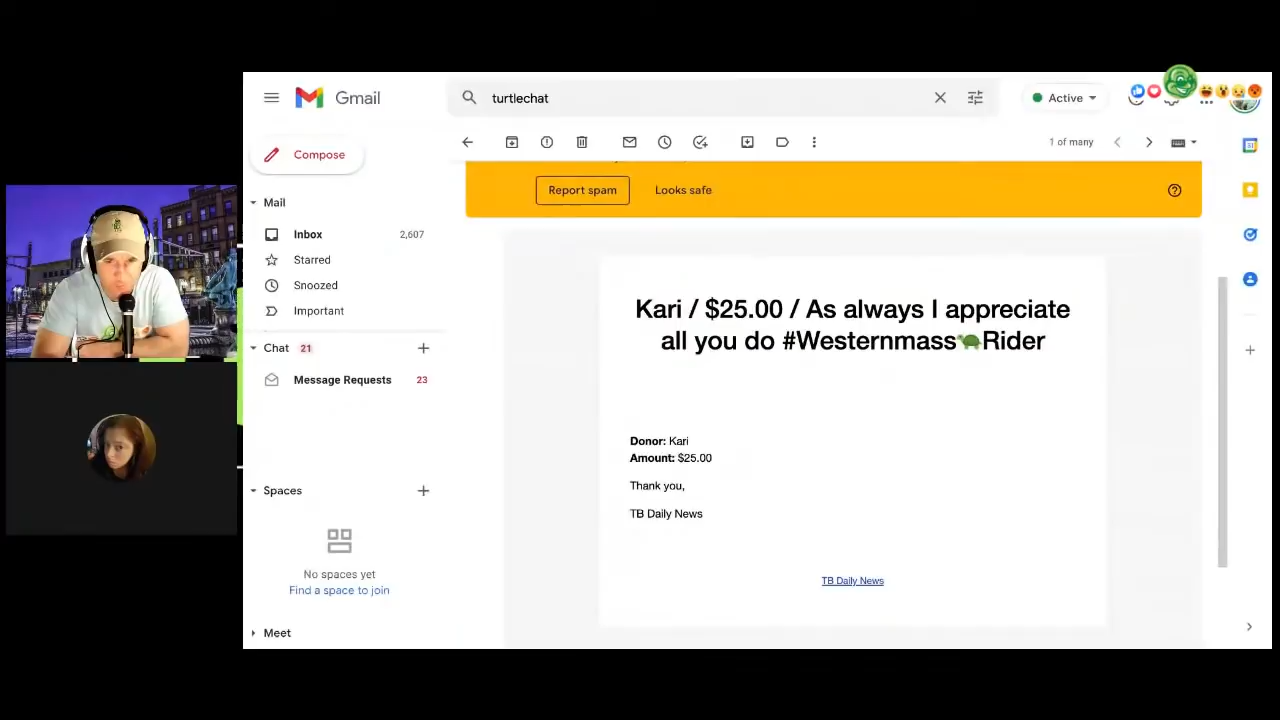 Gmail
turtlechat
Active
Compose
1 of many
Report spam
Looks safe
Mail
Inbox
2,607
Starred
Snoozed
Important
Chat
21
Message Requests
23
Spaces
No spaces yet
Find a space to join
Meet
Kari / $25.00 / As always I appreciate
all you do #Westernmass🐢Rider
Donor: Kari
Amount: $25.00
Thank you,
TB Daily News
TB Daily News